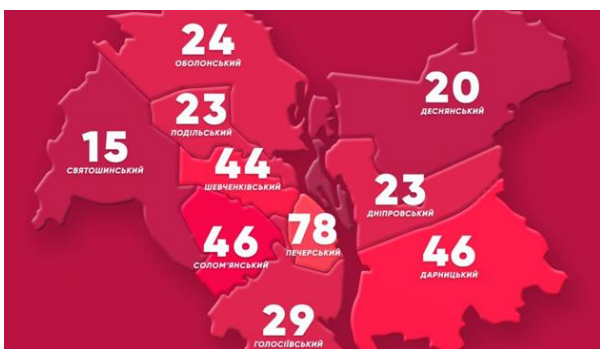 24
ОБОЛОНСЬКИЙ
20
ДЕСНЯНСЬКИЙ
23
ПОДІЛЬСЬКИЙ
15
СВЯТОШИНСЬКИЙ
44
ШЕВЧЕНКІВСЬКИЙ
23
ДНІПРОВСЬКИЙ
78
ПЕЧЕРСЬКИЙ
46
СОЛОМ'ЯНСЬКИЙ
46
ДАРНИЦЬКИЙ
29
ГОЛОСІЇВСЬКИЙ